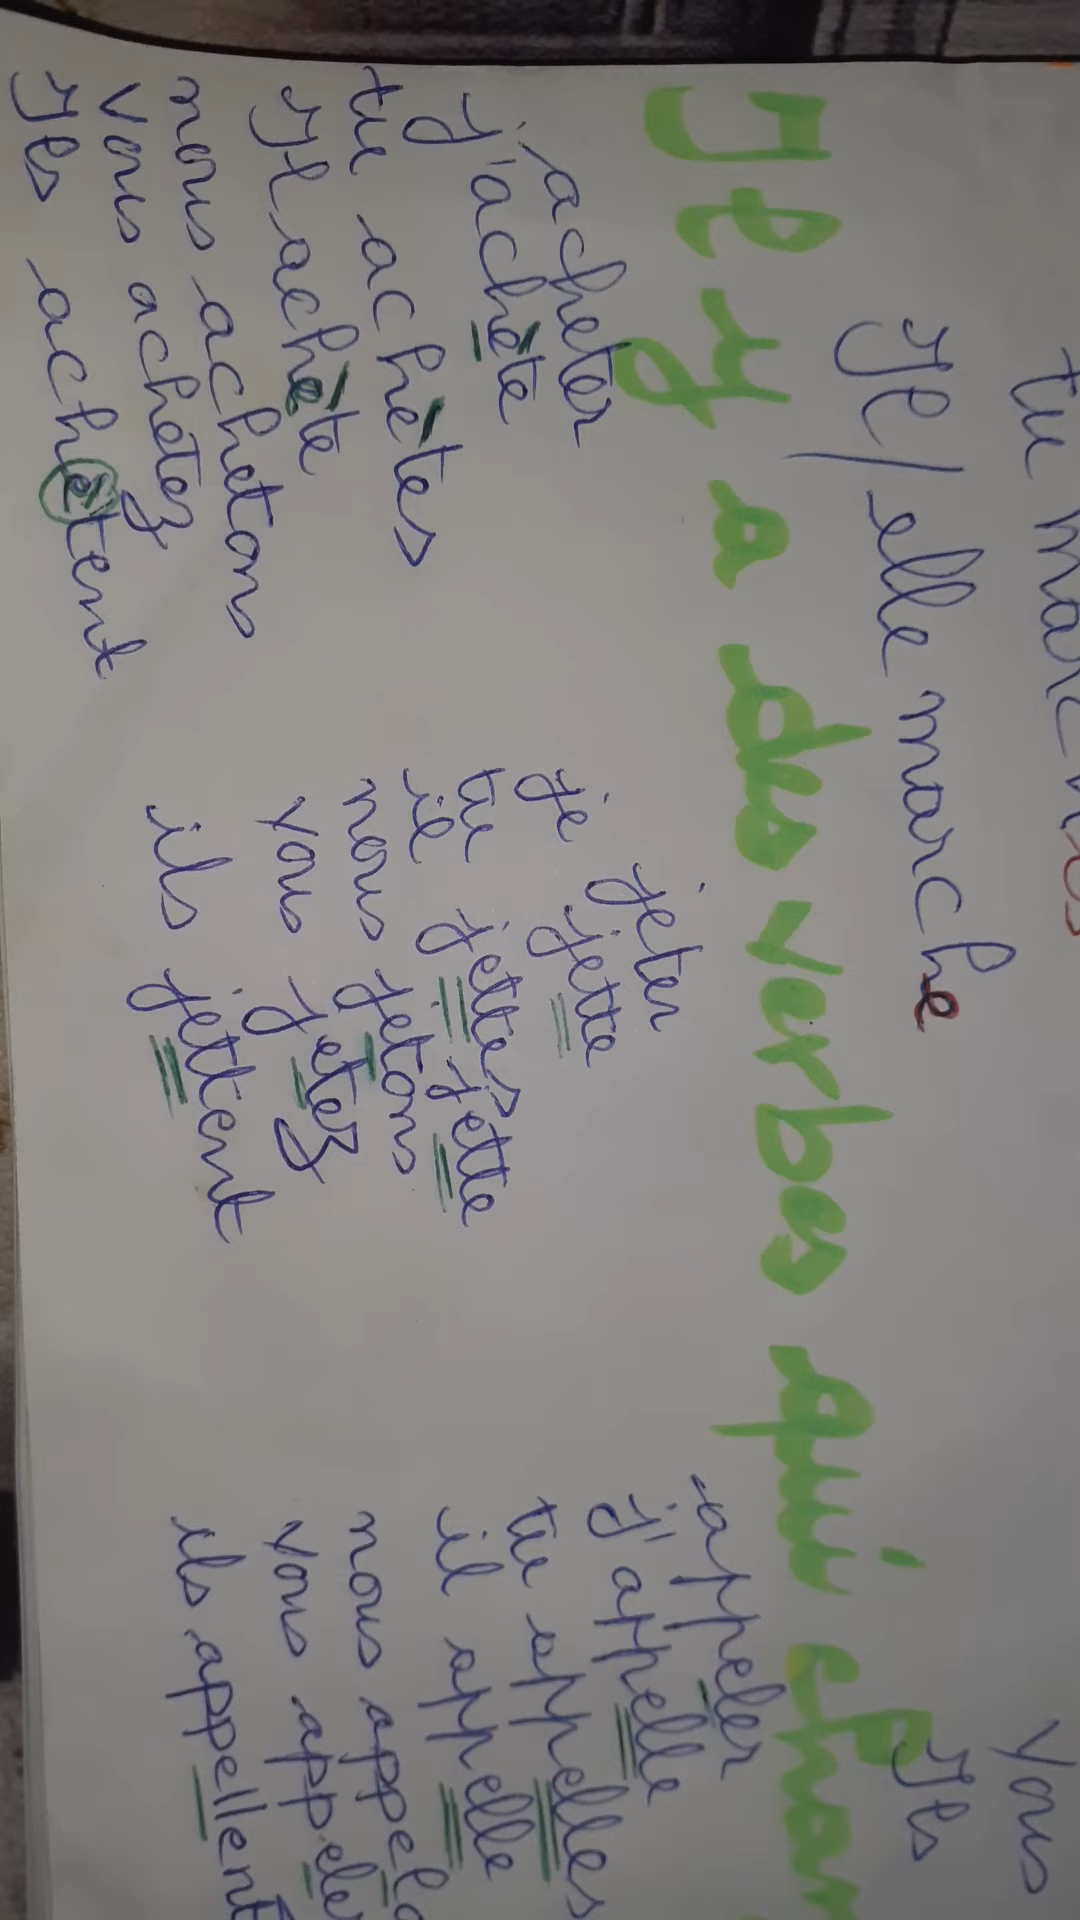 tu marches
Il/elle marche
vous
Ils
Il y a des verbes qui chan
acheter
j'achète
tu achètes
Il achète
nous achetons
vous achetez
Ils achètent
jeter
je jette
tu jettes
il jette
nous jetons
vous jetez
ils jettent
appeler
j'appelle
tu appelles
il appelle
nous appelo
vous appele
ils appellent